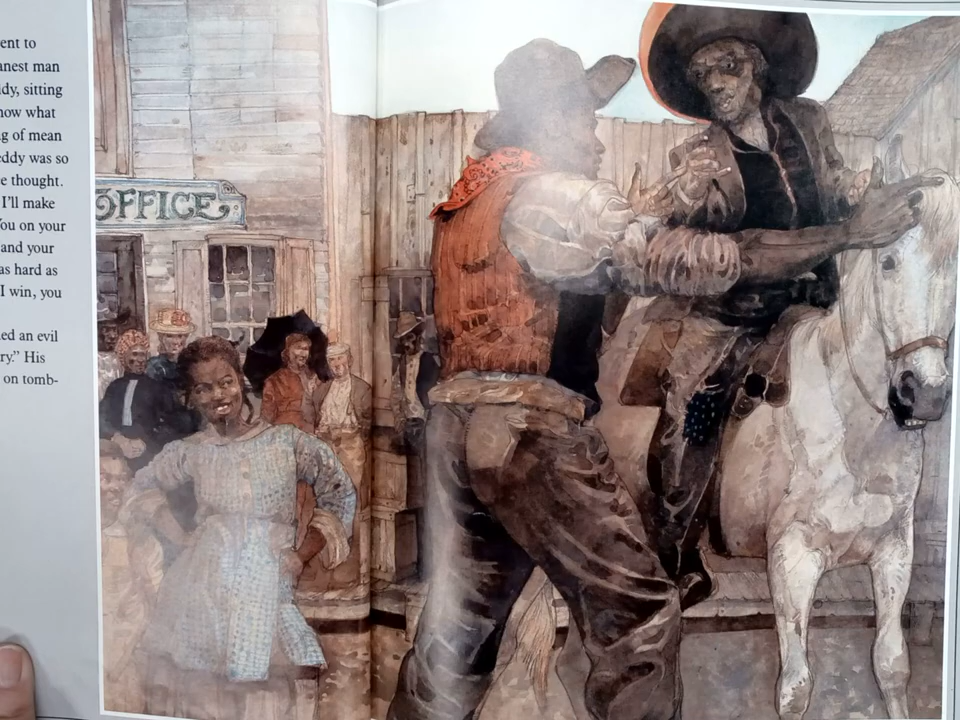 ent to
anest man
ddy, sitting
now what
g of mean
eddy was so
e thought.
I'll make
You on your
and your
as hard as
I win, you
ed an evil
ry." His
on tomb-
OFFICE